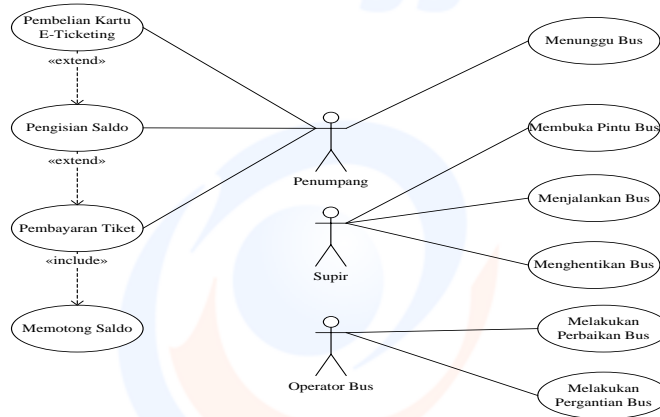 Pembelian Kartu
E-Ticketing
«extend»
Pengisian Saldo
«extend»
Pembayaran Tiket
«include»
Memotong Saldo
Penumpang
Supir
Operator Bus
Menunggu Bus
Membuka Pintu Bus
Menjalankan Bus
Menghentikan Bus
Melakukan
Perbaikan Bus
Melakukan
Pergantian Bus